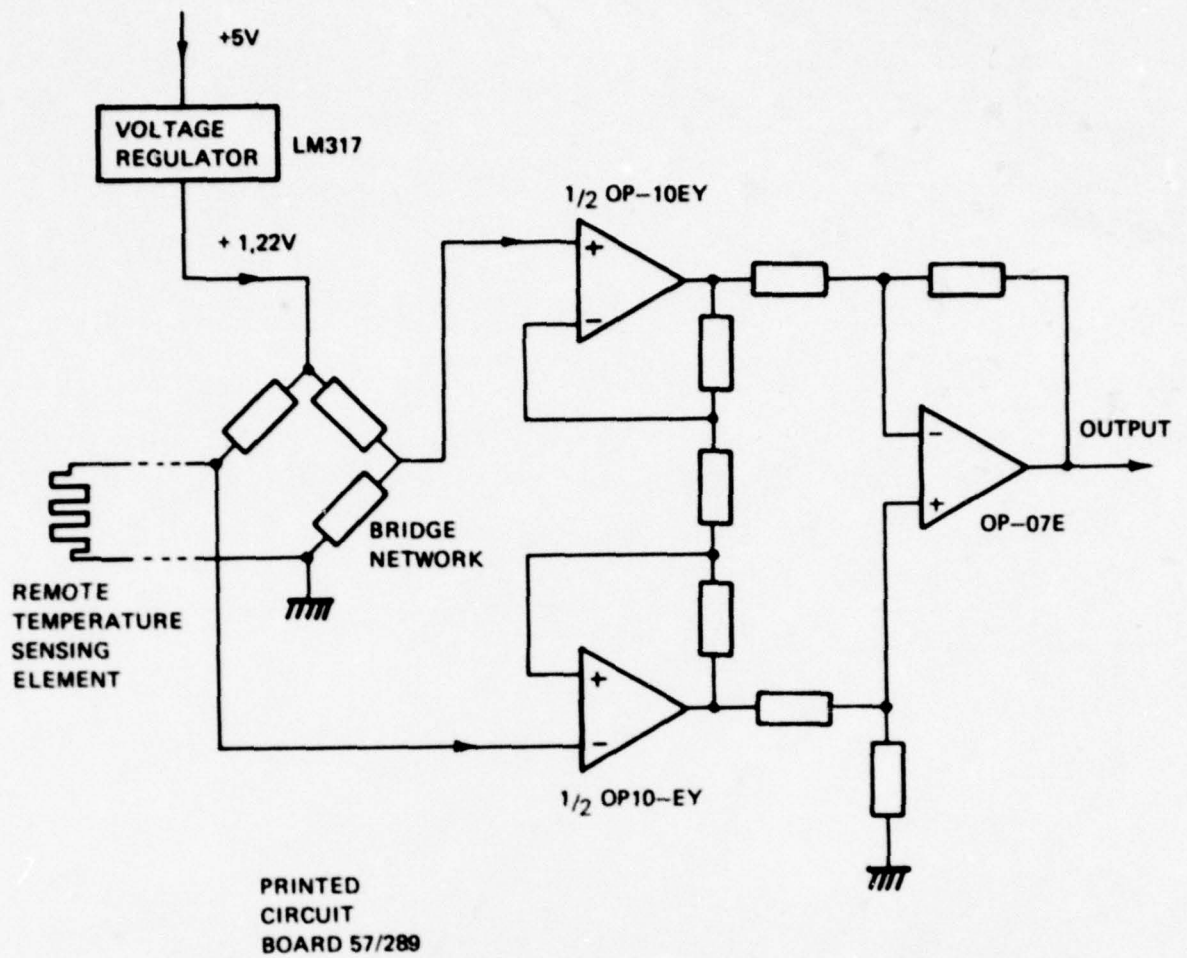 +5V
VOLTAGE
REGULATOR
LM317
+ 1,22V
1/2 OP-10EY
+
-
-
+
OUTPUT
OP-07E
BRIDGE
NETWORK
REMOTE
TEMPERATURE
SENSING
ELEMENT
+
-
1/2 OP10-EY
PRINTED
CIRCUIT
BOARD 57/289